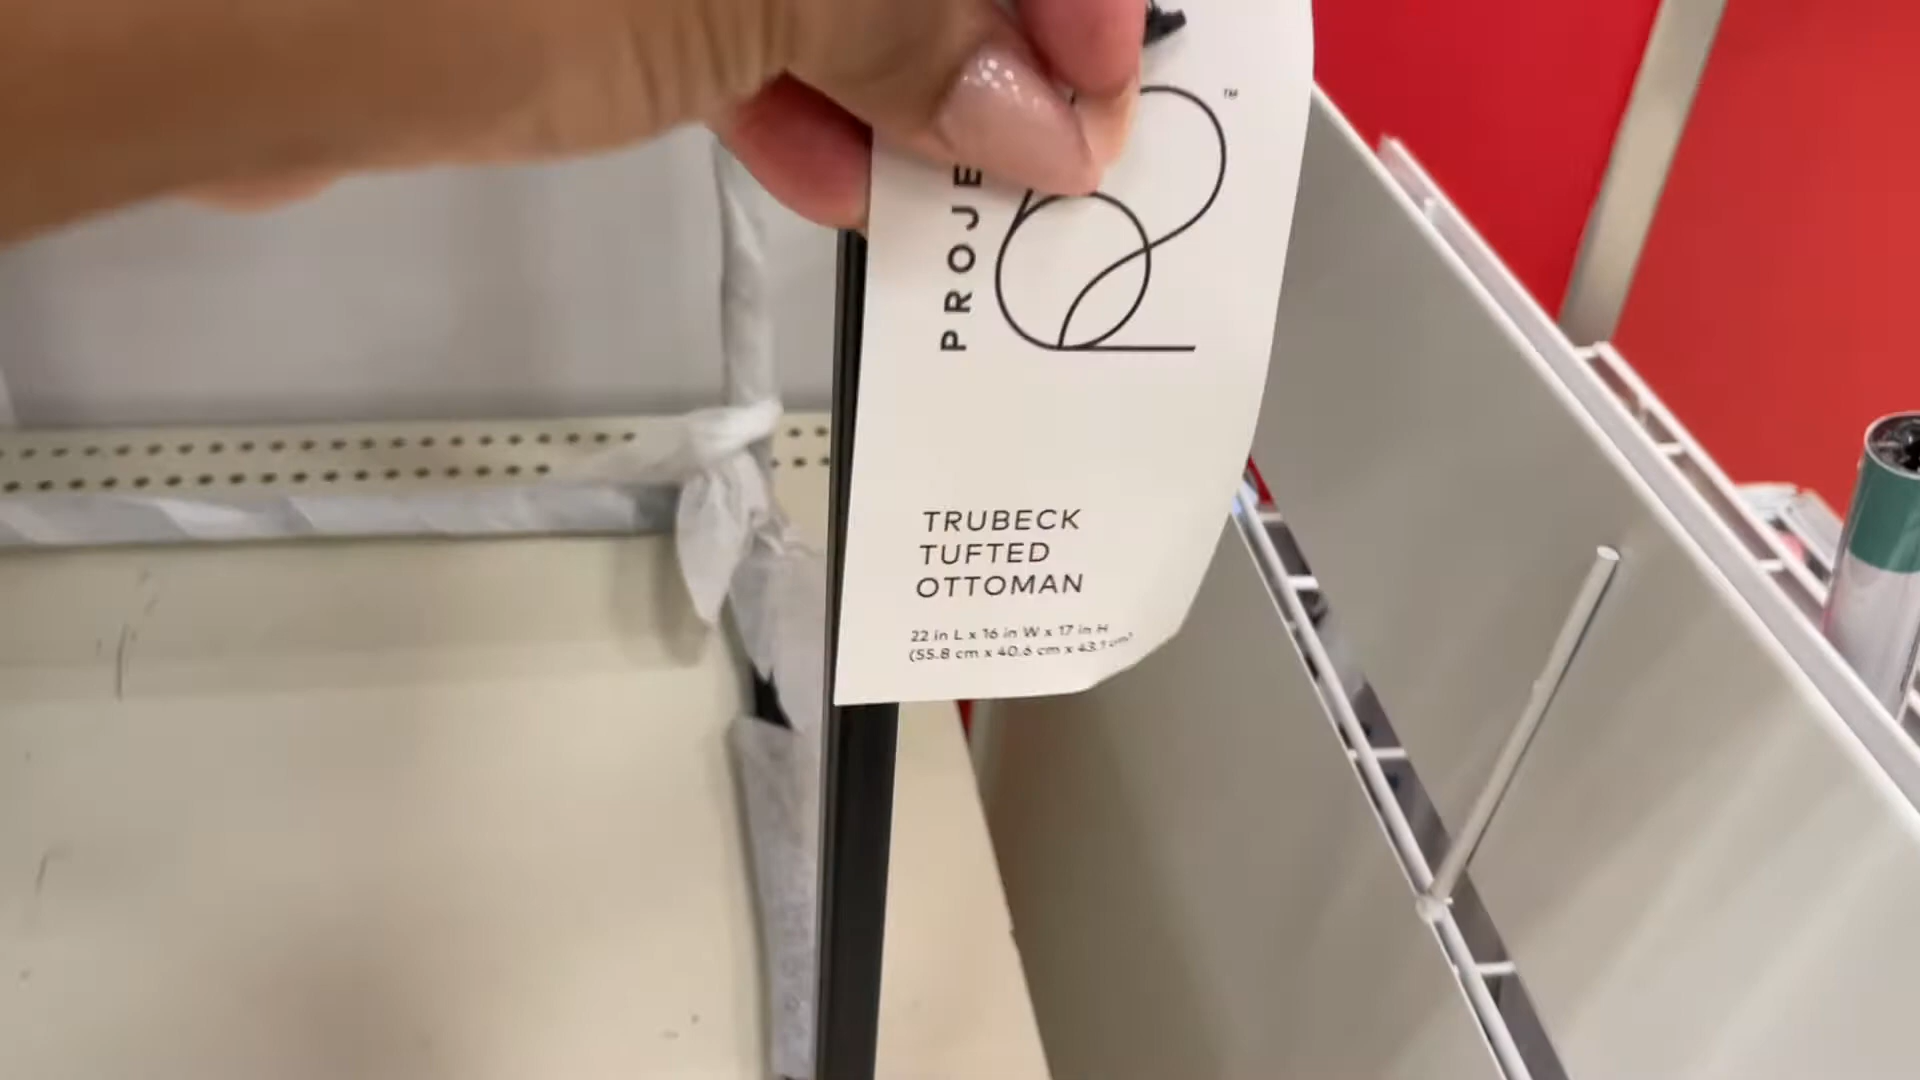 PROJE
62
™
TRUBECK
TUFTED
OTTOMAN
22 in L x 16 in W x 17 in H
(55.8 cm x 40.6 cm x 43.1 cm)